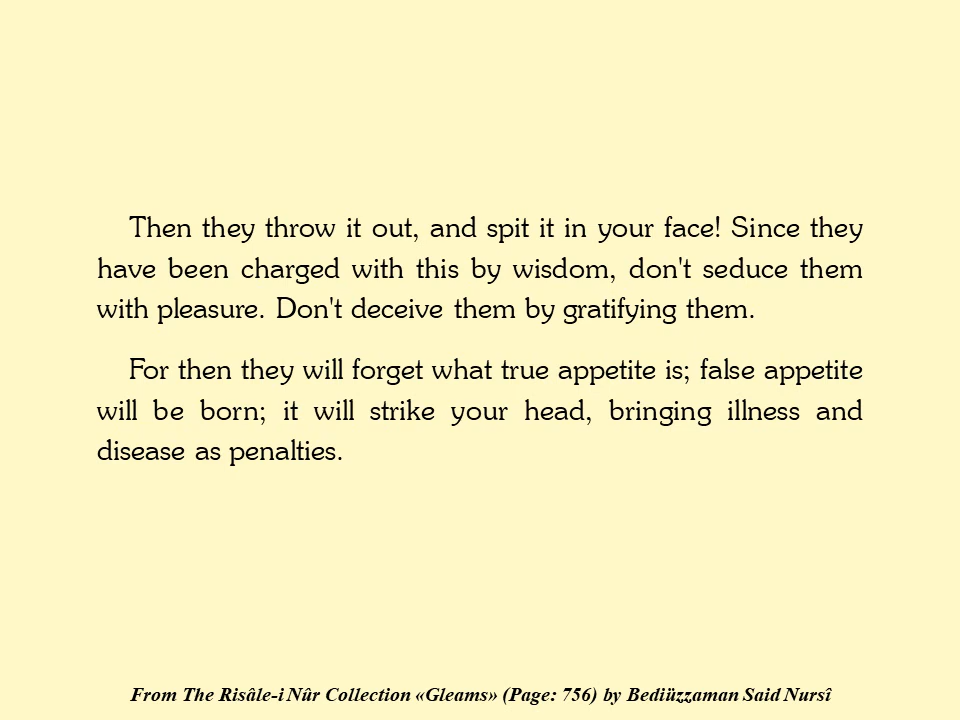 Then they throw it out, and spit it in your face! Since they
have been charged with this by wisdom, don't seduce them
with pleasure. Don't deceive them by gratifying them.
For then they will forget what true appetite is; false appetite
will be born; it will strike your head, bringing illness and
disease as penalties.
From The Risâle-i Nûr Collection «Gleams» (Page: 756) by Bediüzzaman Said Nursî